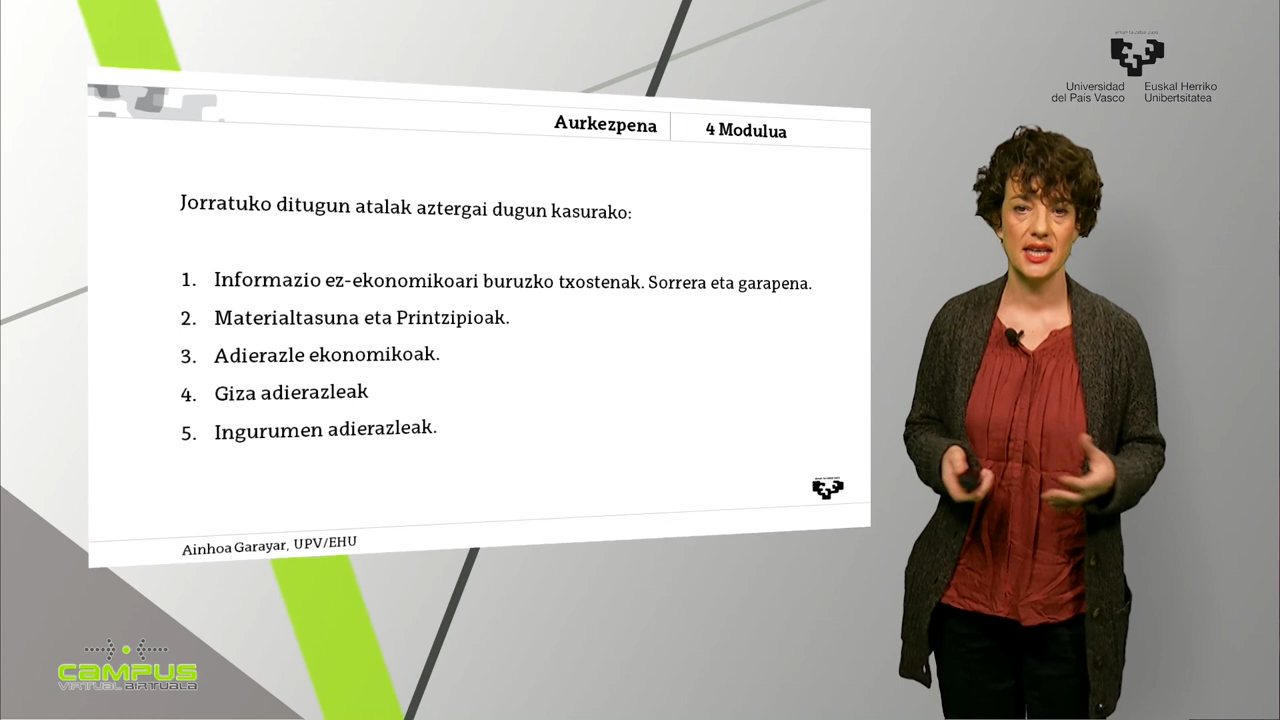 Aurkezpena
4 Modulua
Universidad
del País Vasco
Euskal Herriko
Unibertsitatea
Jorratuko ditugun atalak aztergai dugun kasurako:
1. Informazio ez-ekonomikoari buruzko txostenak. Sorrera eta garapena.
2. Materialtasuna eta Printzipioak.
3. Adierazle ekonomikoak.
4. Giza adierazleak
5. Ingurumen adierazleak.
Ainhoa Garayar, UPV/EHU
CAMPUS
VIRTUAL BIRTUALA